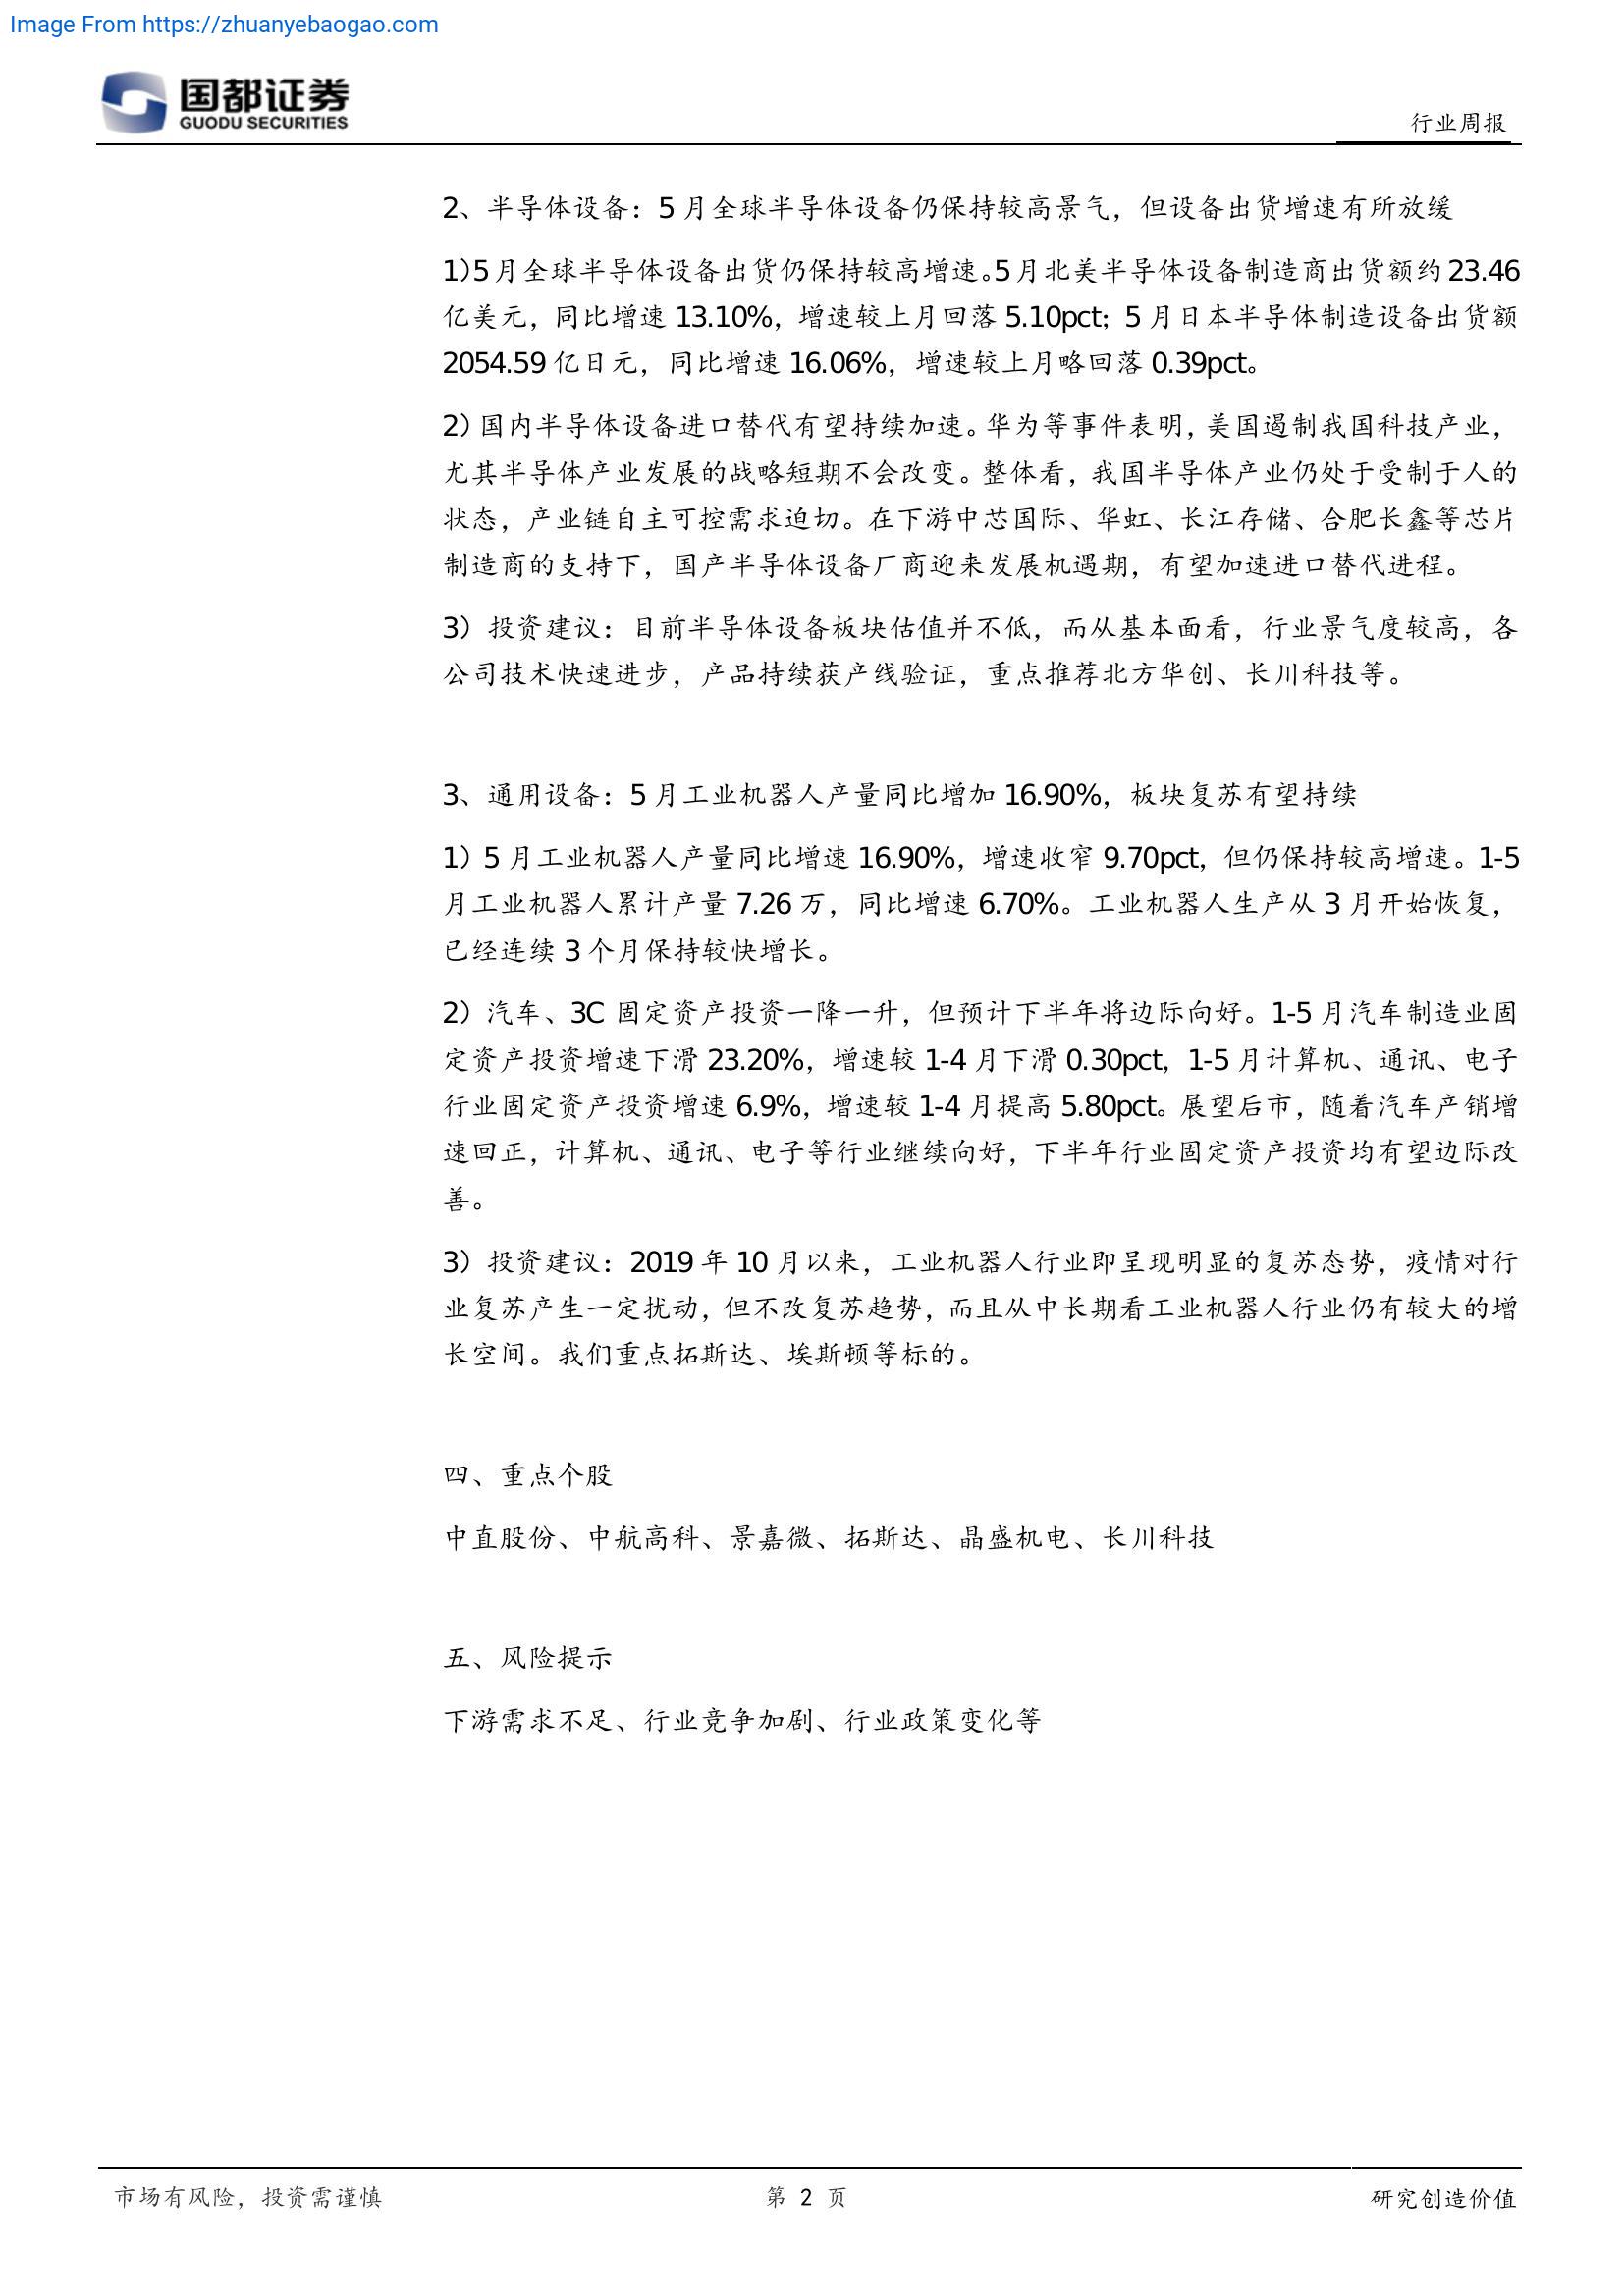 Image From https://zhuanyebaogao.com
国都证券
GUODU SECURITIES
行业周报
2、半导体设备：5 月全球半导体设备仍保持较高景气，但设备出货增速有所放缓
1）5 月全球半导体设备出货仍保持较高增速。5 月北美半导体设备制造商出货额约 23.46
亿美元，同比增速 13.10%，增速较上月回落 5.10pct；5 月日本半导体制造设备出货额
2054.59 亿日元，同比增速 16.06%，增速较上月略回落 0.39pct。
2）国内半导体设备进口替代有望持续加速。华为等事件表明，美国遏制我国科技产业，
尤其半导体产业发展的战略短期不会改变。整体看，我国半导体产业仍处于受制于人的
状态，产业链自主可控需求迫切。在下游中芯国际、华虹、长江存储、合肥长鑫等芯片
制造商的支持下，国产半导体设备厂商迎来发展机遇期，有望加速进口替代进程。
3）投资建议：目前半导体设备板块估值并不低，而从基本面看，行业景气度较高，各
公司技术快速进步，产品持续获产线验证，重点推荐北方华创、长川科技等。
3、通用设备：5 月工业机器人产量同比增加 16.90%，板块复苏有望持续
1）5 月工业机器人产量同比增速 16.90%，增速收窄 9.70pct，但仍保持较高增速。1-5
月工业机器人累计产量 7.26 万，同比增速 6.70%。工业机器人生产从 3 月开始恢复，
已经连续 3 个月保持较快增长。
2）汽车、3C 固定资产投资一降一升，但预计下半年将边际向好。1-5 月汽车制造业固
定资产投资增速下滑 23.20%，增速较 1-4 月下滑 0.30pct，1-5 月计算机、通讯、电子
行业固定资产投资增速 6.9%，增速较 1-4 月提高 5.80pct。展望后市，随着汽车产销增
速回正，计算机、通讯、电子等行业继续向好，下半年行业固定资产投资均有望边际改
善。
3）投资建议：2019 年 10 月以来，工业机器人行业即呈现明显的复苏态势，疫情对行
业复苏产生一定扰动，但不改复苏趋势，而且从中长期看工业机器人行业仍有较大的增
长空间。我们重点拓斯达、埃斯顿等标的。
四、重点个股
中直股份、中航高科、景嘉微、拓斯达、晶盛机电、长川科技
五、风险提示
下游需求不足、行业竞争加剧、行业政策变化等
市场有风险，投资需谨慎
第 2 页
研究创造价值